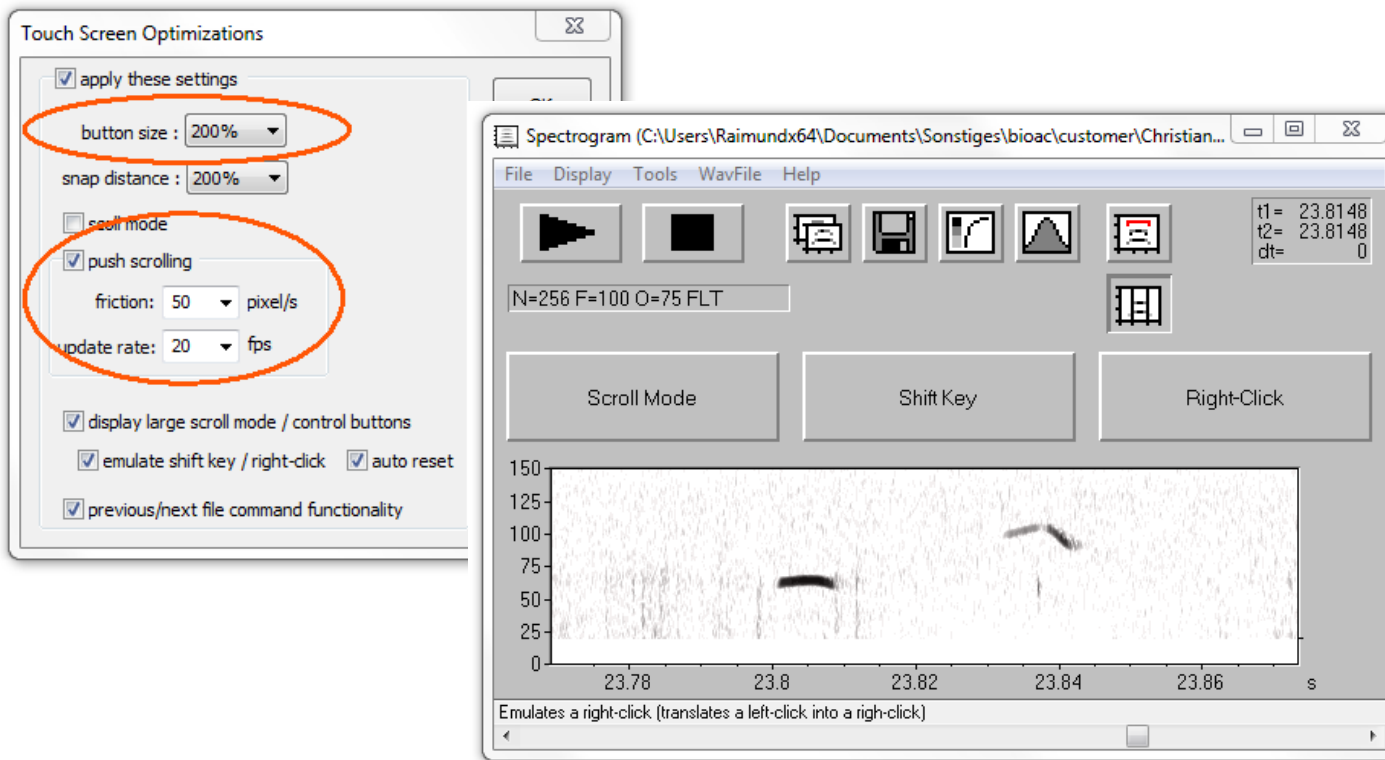 Touch Screen Optimizations
apply these settings
button size : 200%
snap distance : 200%
scoll mode
push scrolling
friction: 50 pixel/s
update rate: 20 fps
display large scroll mode / control buttons
emulate shift key / right-click auto reset
previous/next file command functionality
Spectrogram (C:\Users\Raimundx64\Documents\Sonstiges\bioac\customer\Christian...
File Display Tools WavFile Help
t1= 23.8148
t2= 23.8148
dt= 0
N=256 F=100 O=75 FLT
Scroll Mode Shift Key Right-Click
150
125
100
75
50
25
0
23.78 23.8 23.82 23.84 23.86 s
Emulates a right-click (translates a left-click into a righ-click)